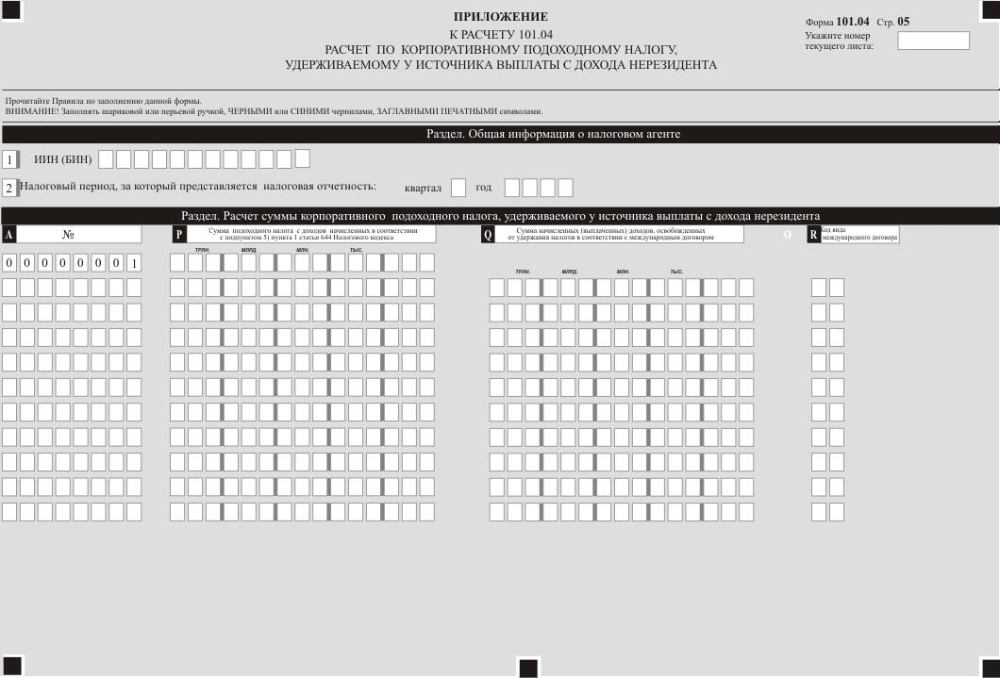 ПРИЛОЖЕНИЕ
К РАСЧЕТУ 101.04
РАСЧЕТ ПО КОРПОРАТИВНОМУ ПОДОХОДНОМУ НАЛОГУ,
УДЕРЖИВАЕМОМУ У ИСТОЧНИКА ВЫПЛАТЫ С ДОХОДА НЕРЕЗИДЕНТА
Форма 101.04 Стр. 05
Укажите номер
текущего листа:
Прочитайте Правила по заполнению данной формы.
ВНИМАНИЕ! Заполнять шариковой или перьевой ручкой, ЧЕРНЫМИ или СИНИМИ чернилами, ЗАГЛАВНЫМИ ПЕЧАТНЫМИ символами.
Раздел. Общая информация о налоговом агенте
1 ИИН (БИН)
2 Налоговый период, за который представляется налоговая отчетность: квартал год
Раздел. Расчет суммы корпоративного подоходного налога, удерживаемого у источника выплаты с дохода нерезидента
A №
P Сумма подоходного налога с доходов начисленных в соответствии
с подпунктом 5) пункта 1 статьи 644 Налогового кодекса
Q Сумма начисленных (выплаченных) доходов, освобожденных
от удержания налогов в соответствии с международным договором
O
R Код вида
международного договора
ТРЛН. МЛРД. МЛН. ТЫС.
0 0 0 0 0 0 0 1
ТРЛН. МЛРД. МЛН. ТЫС.